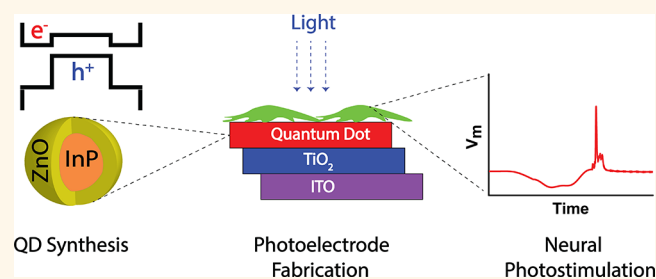 e⁻
h⁺
ZnO
InP
QD Synthesis
Light
Quantum Dot
TiO₂
ITO
Photoelectrode
Fabrication
Vm
Time
Neural
Photostimulation